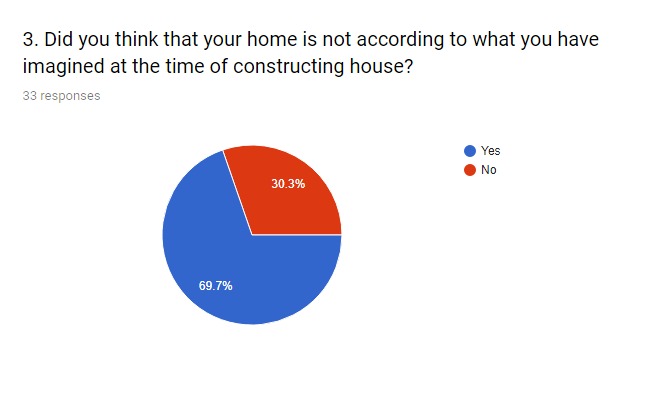 3. Did you think that your home is not according to what you have
imagined at the time of constructing house?
33 responses
Yes
No
30.3%
69.7%